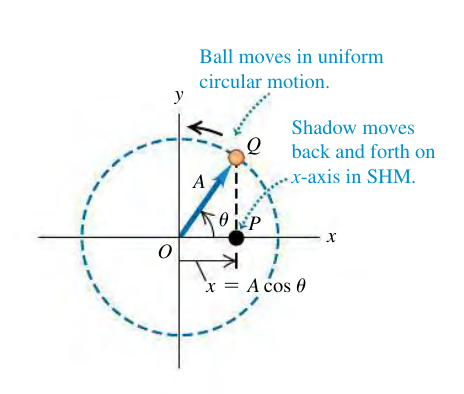 Ball moves in uniform
circular motion.
y
Shadow moves
back and forth on
x-axis in SHM.
Q
A
θ
P
O
x
x = A cos θ